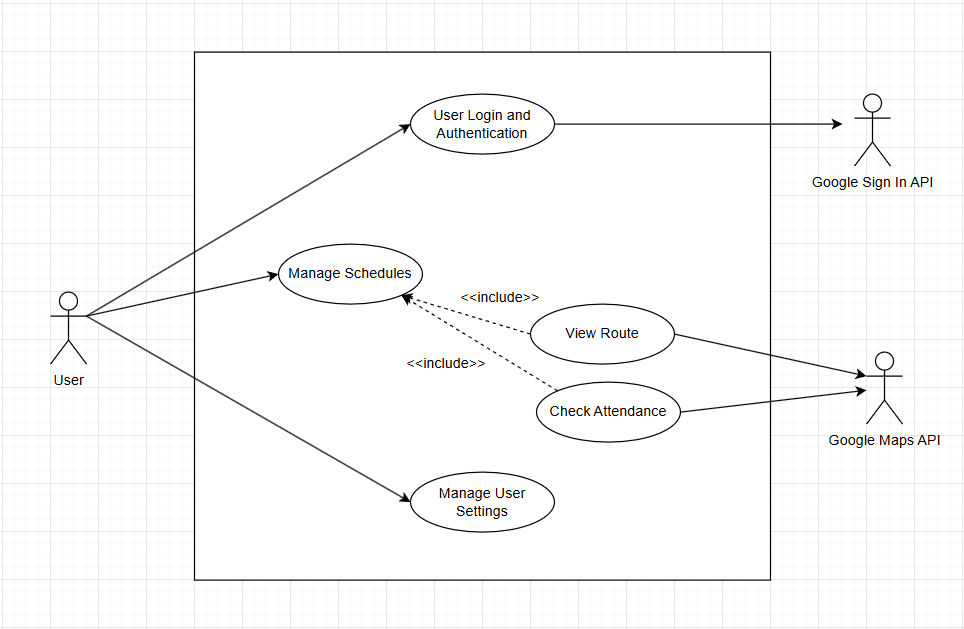 User Login and
Authentication
Google Sign In API
Manage Schedules
<<include>>
View Route
<<include>>
User
Check Attendance
Google Maps API
Manage User
Settings